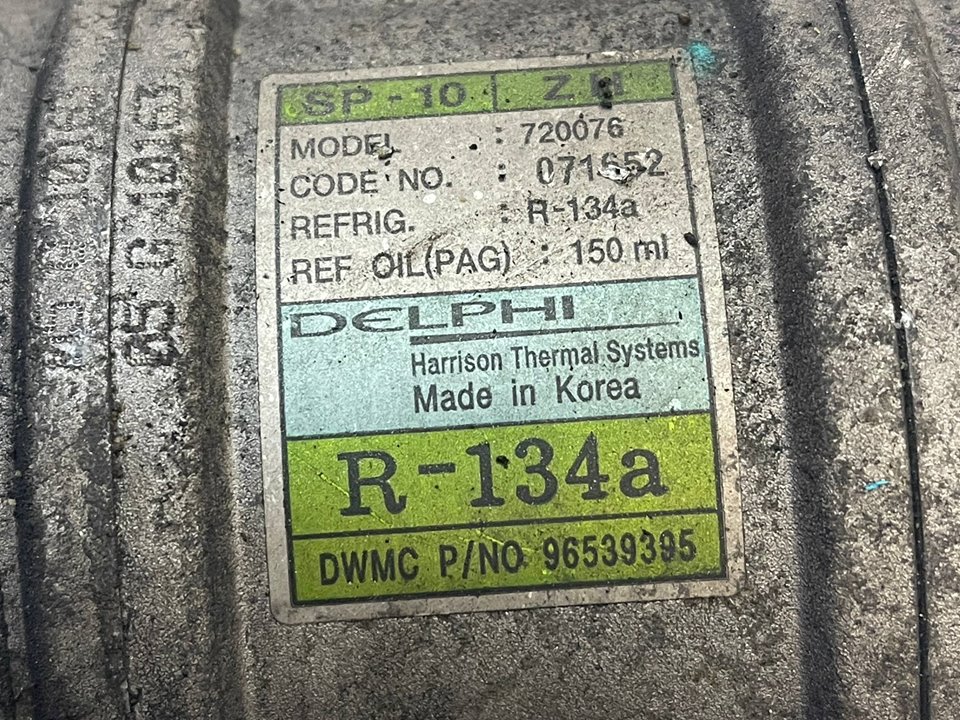 SP-10 ZH
MODEL : 720076
CODE NO. : 071652
REFRIG. : R-134a
REF OIL(PAG) : 150 ml
DELPHI
Harrison Thermal Systems
Made in Korea
R-134a
DWMC P/NO 96539395